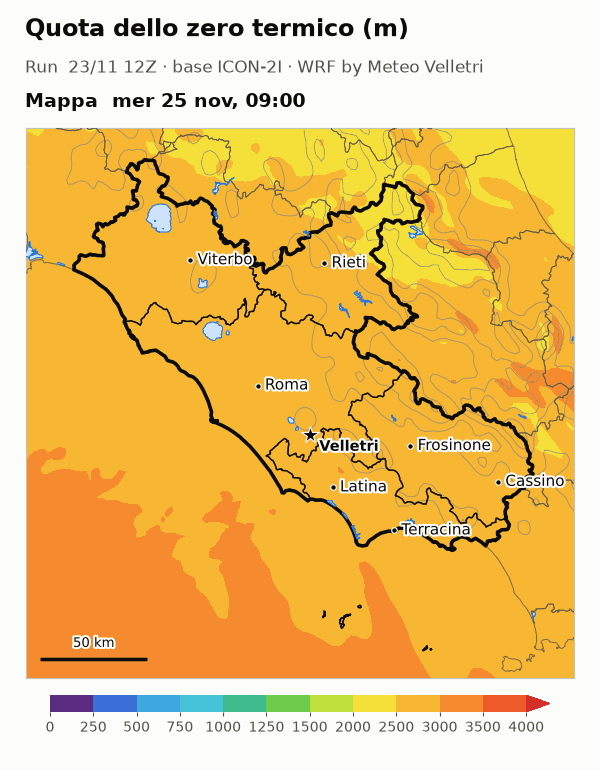 Quota dello zero termico (m)
Run 23/11 12Z · base ICON-2I · WRF by Meteo Velletri
Mappa mer 25 nov, 09:00
Viterbo
Rieti
Roma
Velletri
Frosinone
Latina
Cassino
Terracina
50 km
0 250 500 750 1000 1250 1500 2000 2500 3000 3500 4000